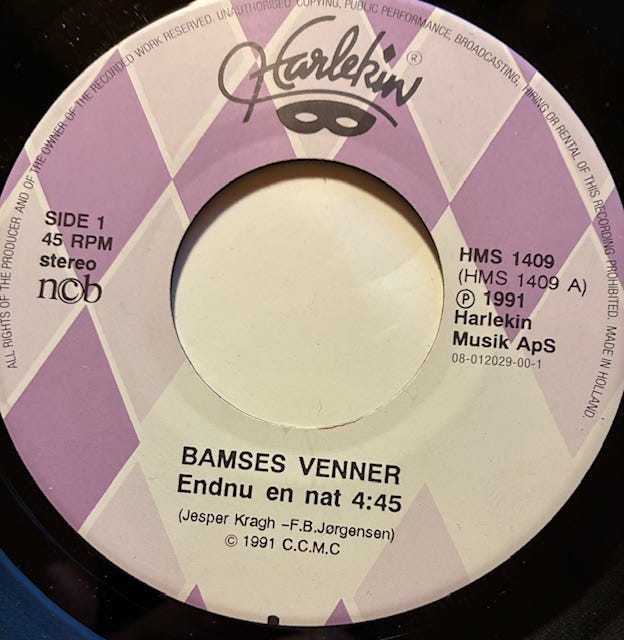 ALL RIGHTS OF THE PRODUCER AND OF THE OWNER OF THE RECORDED WORK RESERVED. UNAUTHORISED COPYING, PUBLIC PERFORMANCE, BROADCASTING, HIRING OR RENTAL OF THIS RECORDING PROHIBITED. MADE IN HOLLAND.
Harlekin®
SIDE 1
45 RPM
stereo
n©b
HMS 1409
(HMS 1409 A)
℗ 1991
Harlekin
Musik ApS
08-012029-00-1
BAMSES VENNER
Endnu en nat 4:45
(Jesper Kragh –F.B.Jørgensen)
© 1991 C.C.M.C